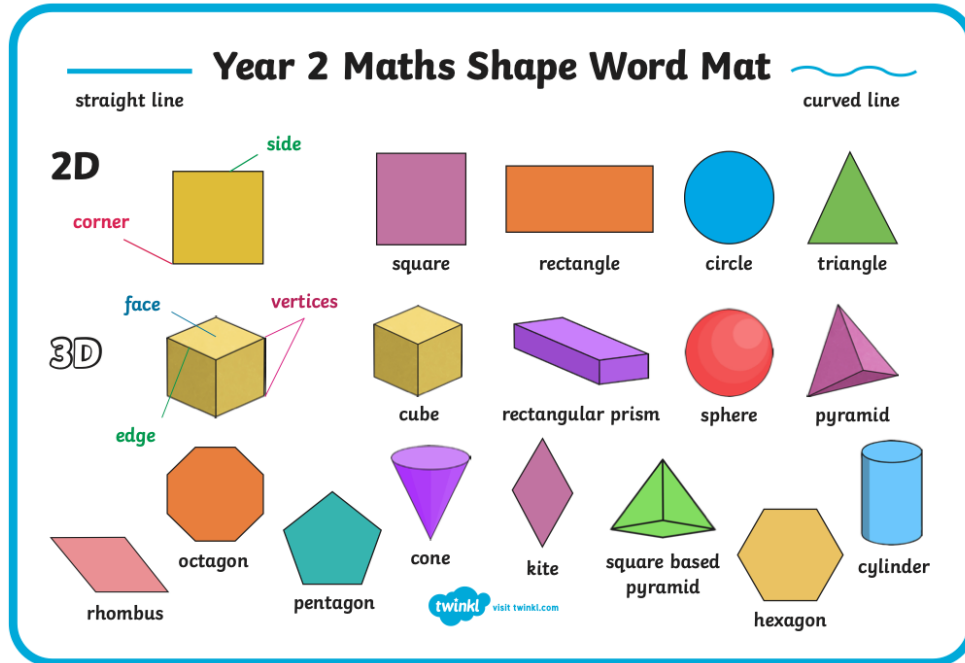 Year 2 Maths Shape Word Mat
straight line
curved line
2D
side
corner
square
rectangle
circle
triangle
3D
face
vertices
edge
cube
rectangular prism
sphere
pyramid
rhombus
octagon
pentagon
cone
kite
square based
pyramid
hexagon
cylinder
twinkl
visit twinkl.com